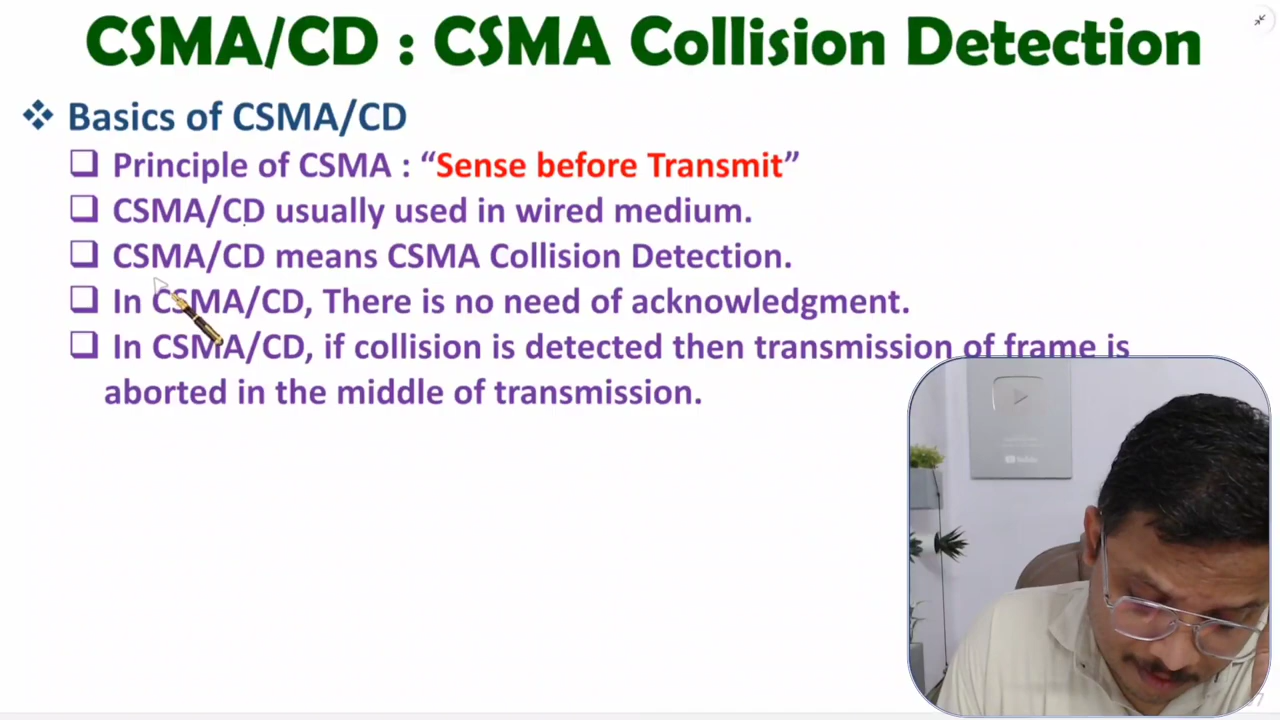 CSMA/CD : CSMA Collision Detection
❖ Basics of CSMA/CD
❑ Principle of CSMA : “Sense before Transmit”
❑ CSMA/CD usually used in wired medium.
❑ CSMA/CD means CSMA Collision Detection.
❑ In CSMA/CD, There is no need of acknowledgment.
❑ In CSMA/CD, if collision is detected then transmission of frame is
aborted in the middle of transmission.
YouTube